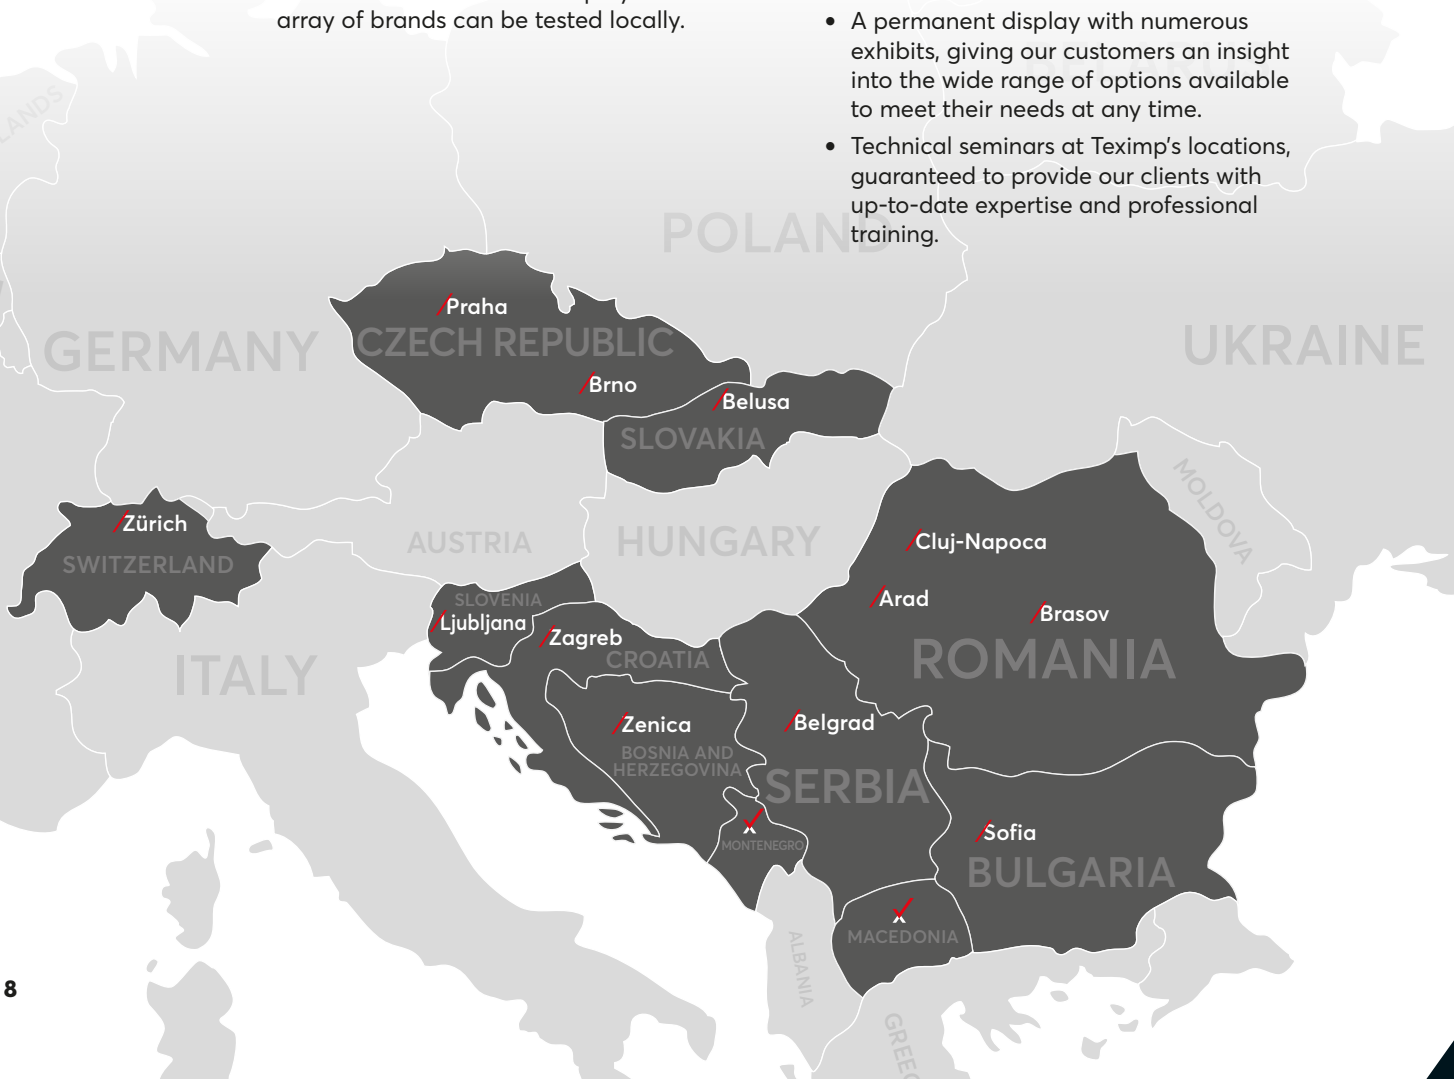 array of brands can be tested locally.
• A permanent display with numerous
exhibits, giving our customers an insight
into the wide range of options available
to meet their needs at any time.
• Technical seminars at Teximp's locations,
guaranteed to provide our clients with
up-to-date expertise and professional
training.
POLAND
Praha
GERMANY
CZECH REPUBLIC
UKRAINE
Brno
Belusa
SLOVAKIA
MOLDOVA
Zürich
SWITZERLAND
AUSTRIA
HUNGARY
Cluj-Napoca
SLOVENIA
Ljubljana
Arad
Brasov
Zagreb
CROATIA
ROMANIA
ITALY
Zenica
Belgrad
BOSNIA AND
HERZEGOVINA
SERBIA
Sofia
MONTENEGRO
BULGARIA
MACEDONIA
ALBANIA
8